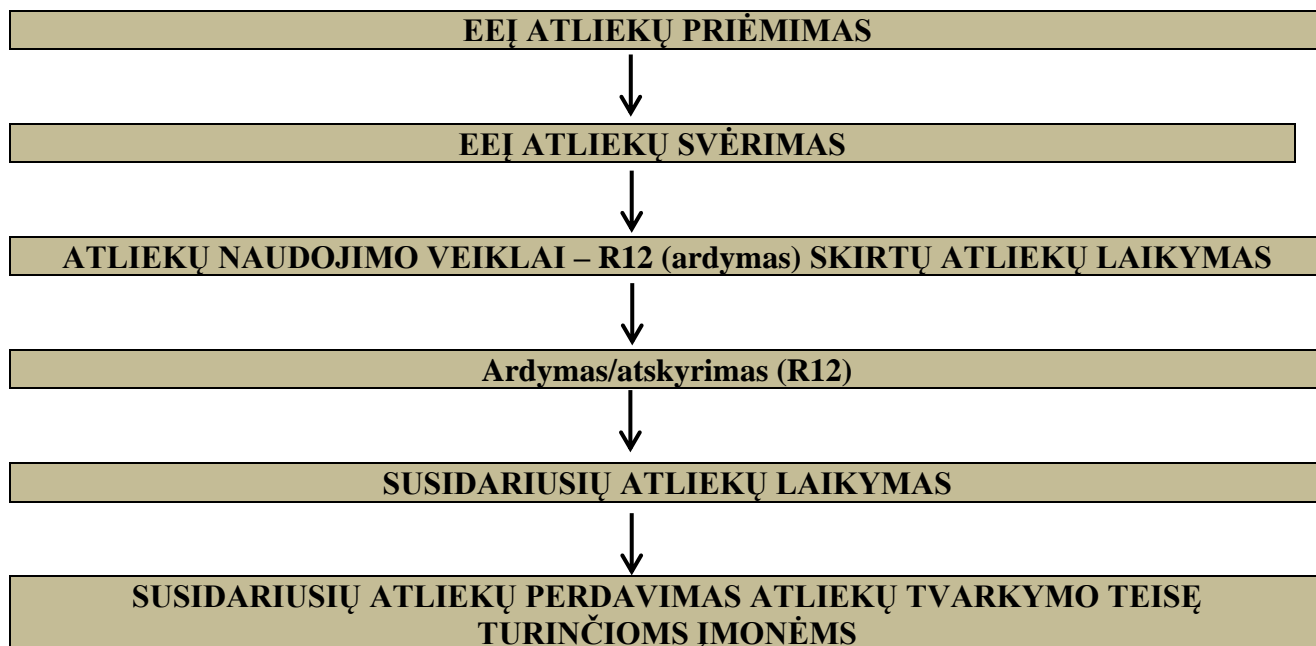 EEĮ ATLIEKŲ PRIĖMIMAS
EEĮ ATLIEKŲ SVĖRIMAS
ATLIEKŲ NAUDOJIMO VEIKLAI – R12 (ardymas) SKIRTŲ ATLIEKŲ LAIKYMAS
Ardymas/atskyrimas (R12)
SUSIDARIUSIŲ ATLIEKŲ LAIKYMAS
SUSIDARIUSIŲ ATLIEKŲ PERDAVIMAS ATLIEKŲ TVARKYMO TEISĘ
TURINČIOMS ĮMONĖMS